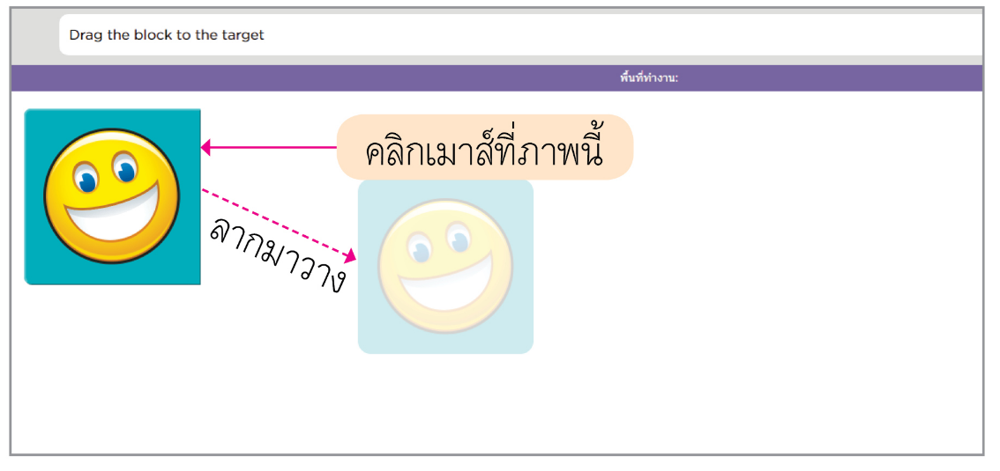 Drag the block to the target
พื้นที่ทำงาน:
คลิกเมาส์ที่ภาพนี้
ลากมาวาง